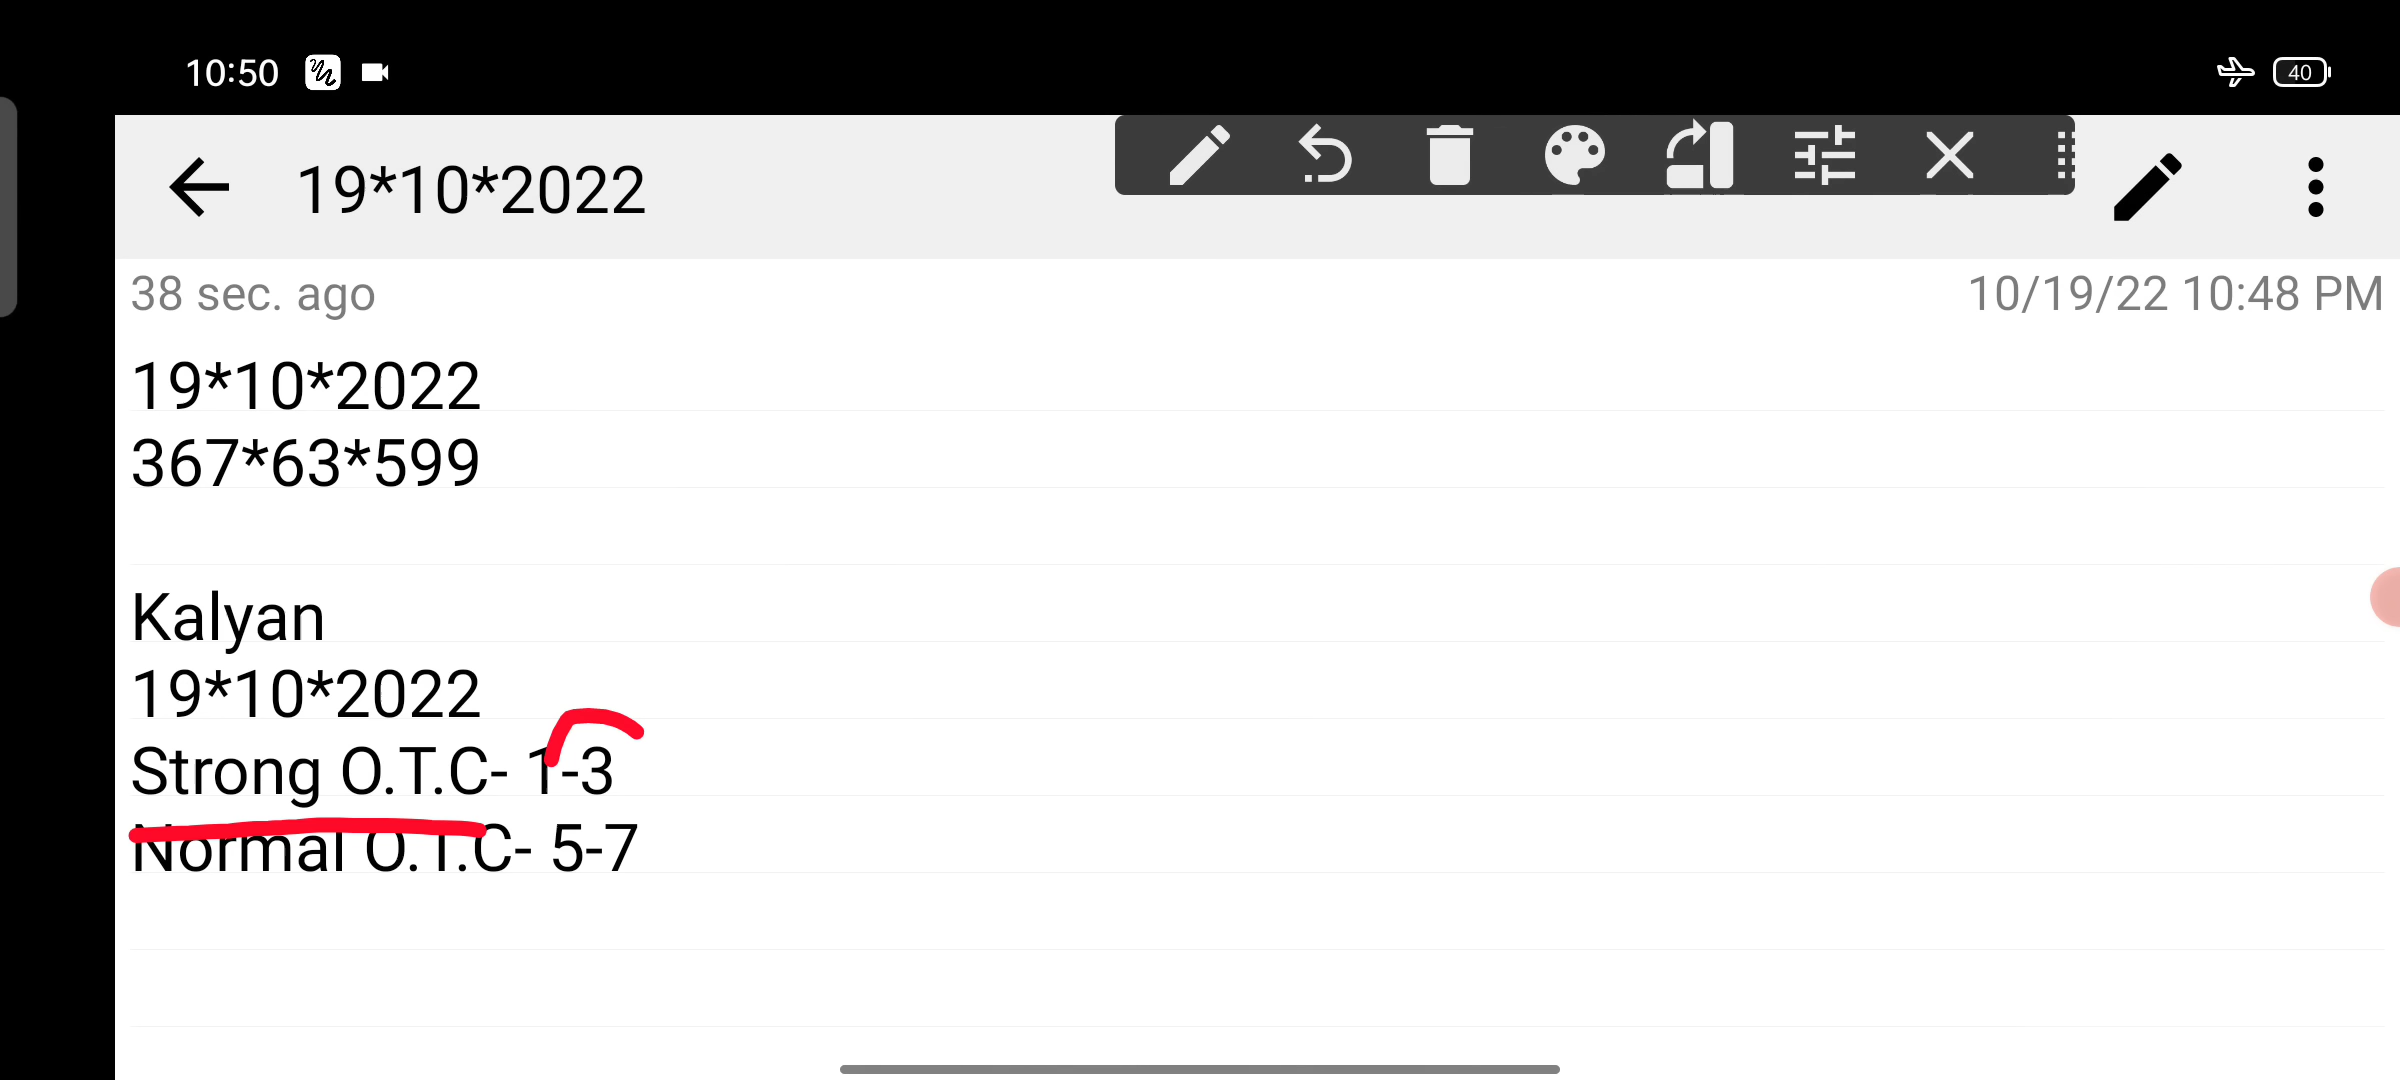 10:50
40
19*10*2022
38 sec. ago
10/19/22 10:48 PM
19*10*2022
367*63*599
Kalyan
19*10*2022
Strong O.T.C- 1-3
Normal O.T.C- 5-7